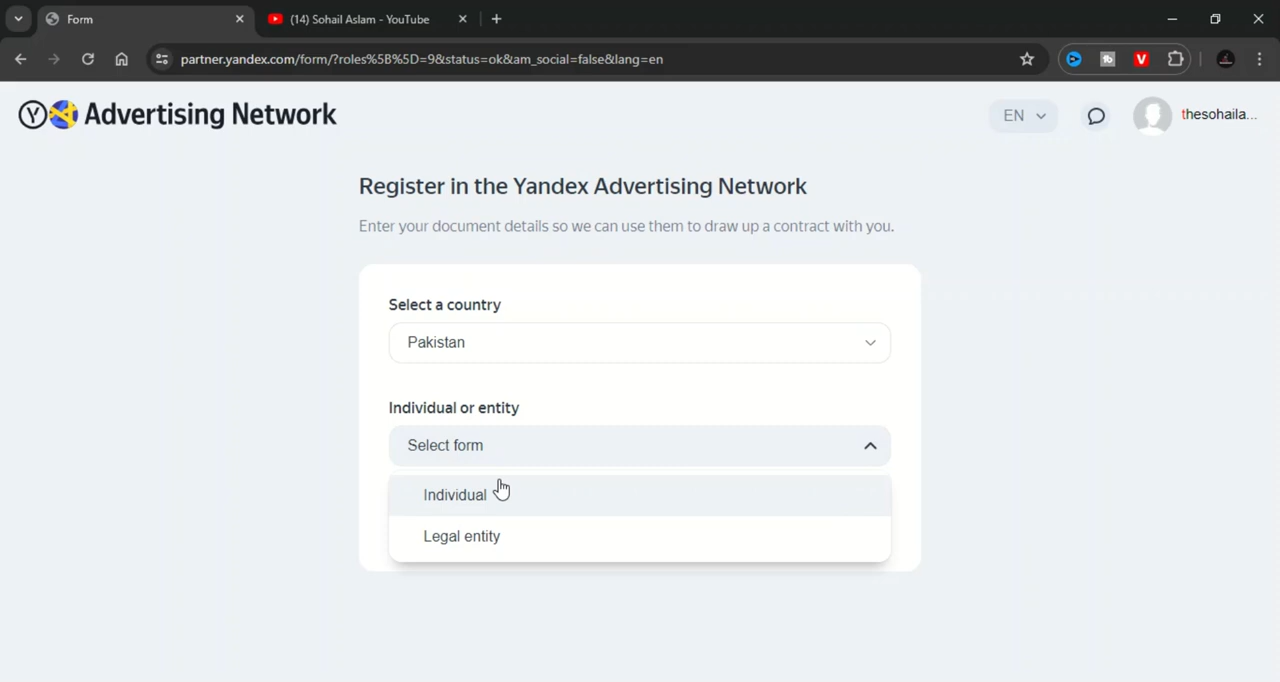 Form
(14) Sohail Aslam - YouTube
partner.yandex.com/form/?roles%5B%5D=9&status=ok&am_social=false&lang=en
Advertising Network
EN
thesohaila...
Register in the Yandex Advertising Network
Enter your document details so we can use them to draw up a contract with you.
Select a country
Pakistan
Individual or entity
Select form
Individual
Legal entity